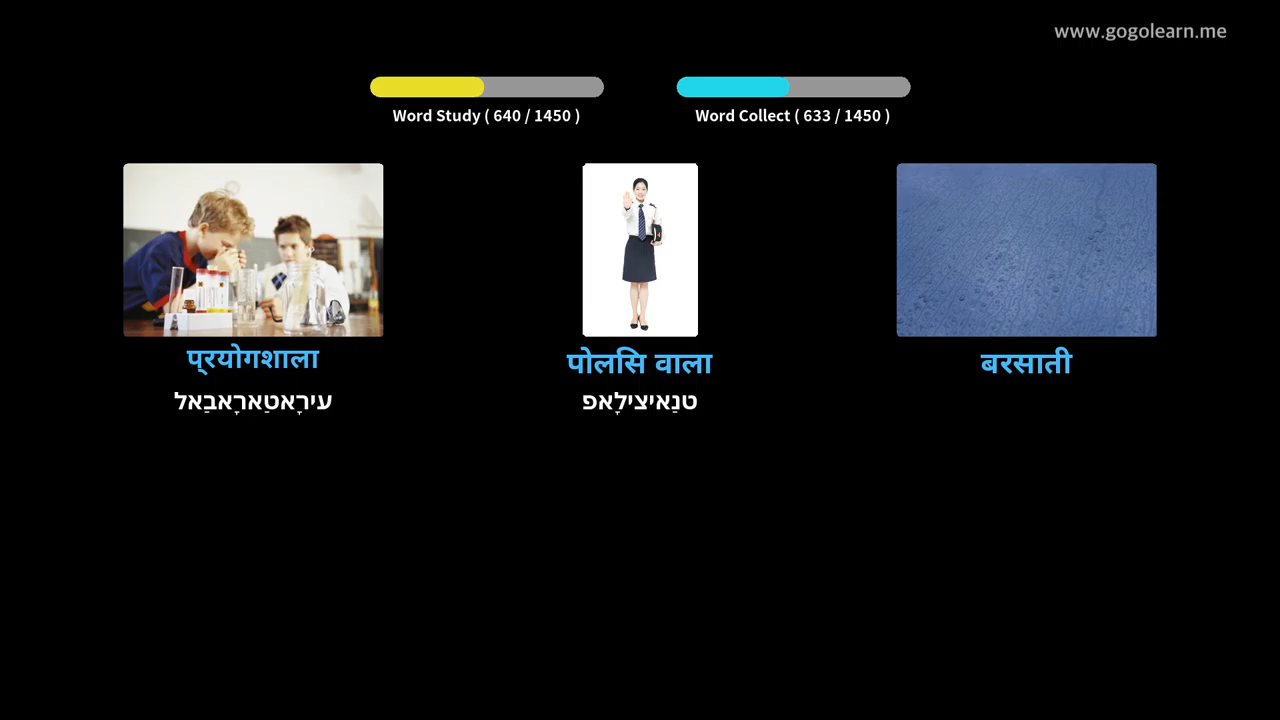 www.gogolearn.me
Word Study ( 640 / 1450 )
Word Collect ( 633 / 1450 )
प्‌रयोगशाला
पोलसि वाला
बरसाती
עירָאטַארָאבַאל
טנַאיצילָאפ